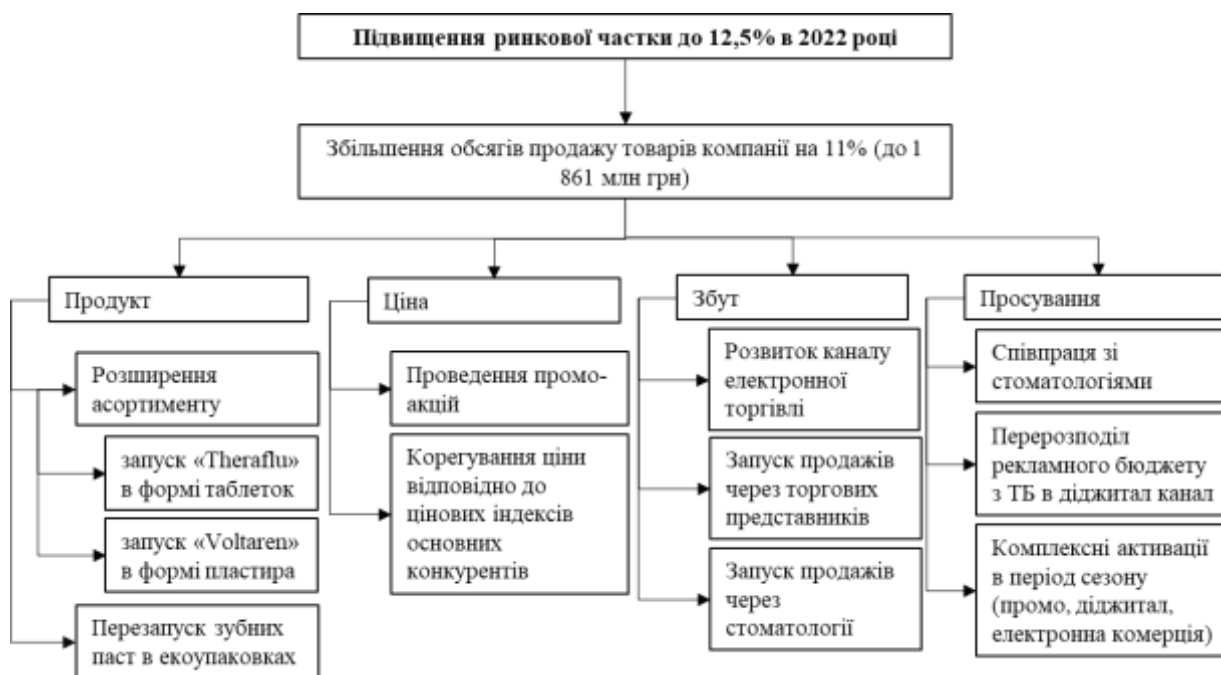 Підвищення ринкової частки до 12,5% в 2022 році
Збільшення обсягів продажу товарів компанії на 11% (до 1
861 млн грн)
Продукт
Розширення
асортименту
запуск «Theraflu»
в формі таблеток
запуск «Voltaren»
в формі пластира
Перезапуск зубних
паст в екоупаковках
Ціна
Проведення промо-
акцій
Корегування ціни
відповідно до
цінових індексів
основних
конкурентів
Збут
Розвиток каналу
електронної
торгівлі
Запуск продажів
через торгових
представників
Запуск продажів
через
стоматології
Просування
Співпраця зі
стоматологіями
Перерозподіл
рекламного бюджету
з ТБ в діджитал канал
Комплексні активації
в період сезону
(промо, діджитал,
електронна комерція)